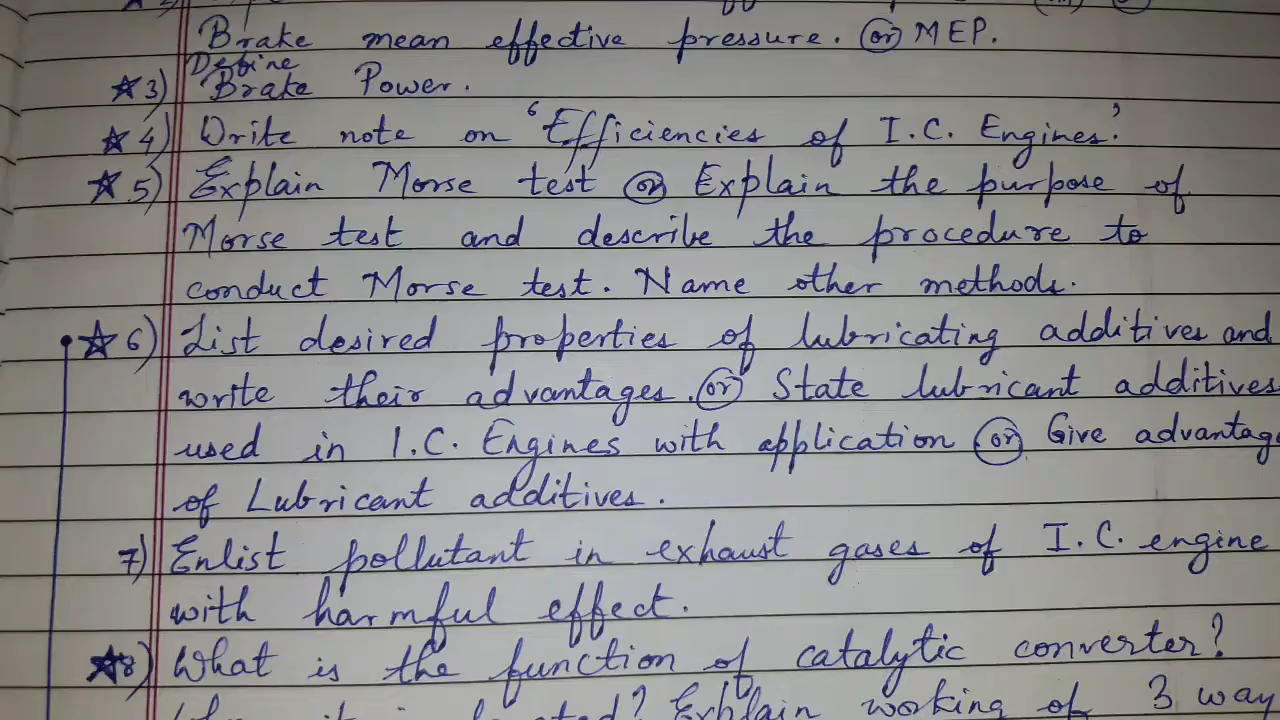 Brake mean effective pressure. or MEP.
Define
☆3) Brake Power.
☆4) Write note on 'Efficiencies of I.C. Engines'.
☆5) Explain Morse test or Explain the purpose of
Morse test and describe the procedure to
conduct Morse test. Name other methods.
☆6) List desired properties of lubricating additives and
write their advantages. or State lubricant additives
used in I.C. Engines with application or Give advantag
of Lubricant additives.
7) Enlist pollutant in exhaust gases of I.C. engine
with harmful effect.
☆8) What is the function of catalytic converter?
Explain working of 3 way